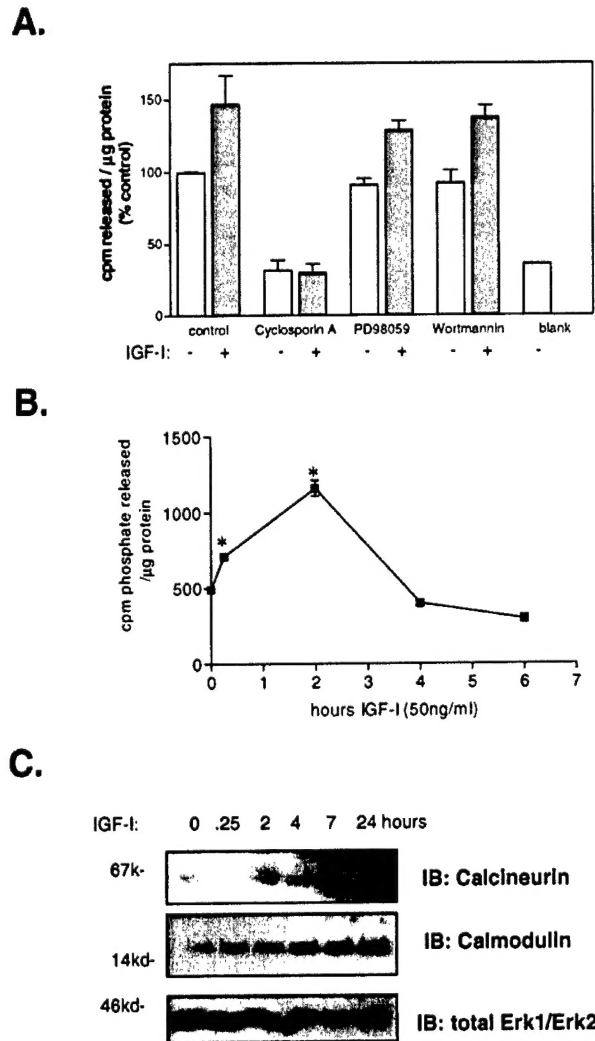 A.
cpm released / µg protein
(% control)
150
100
50
0
control Cyclosporin A PD98059 Wortmannin blank
IGF-I: - + - + - + - + -
B.
cpm phosphate released
/µg protein
1500
1000
500
0
* *
0 1 2 3 4 5 6 7
hours IGF-I (50ng/ml)
C.
IGF-I: 0 .25 2 4 7 24 hours
67k-
IB: Calcineurin
IB: Calmodulin
14kd-
46kd-
IB: total Erk1/Erk2